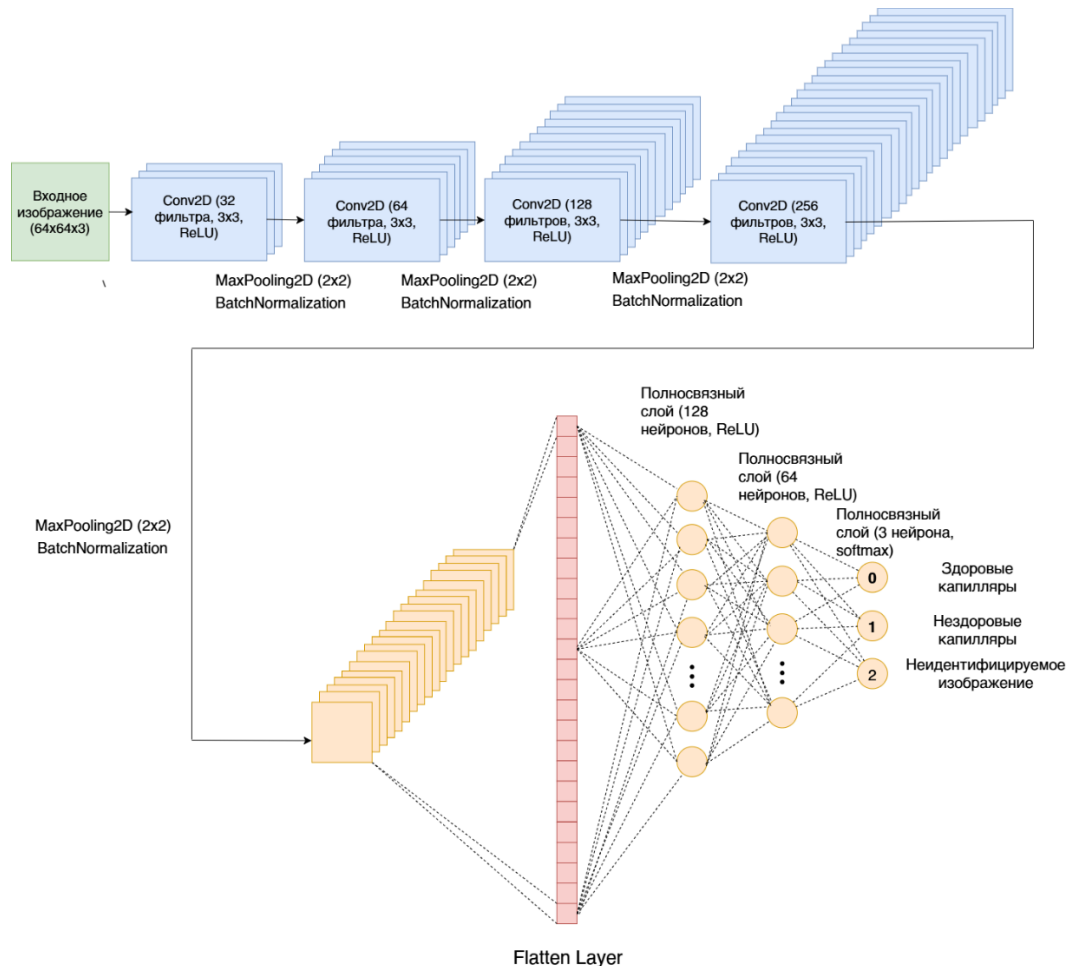 Входное
изображение
(64x64x3)
Conv2D (32
фильтра, 3x3,
ReLU)
Conv2D (64
фильтра, 3x3,
ReLU)
Conv2D (128
фильтров, 3x3,
ReLU)
Conv2D (256
фильтров, 3x3,
ReLU)
MaxPooling2D (2x2)
BatchNormalization
MaxPooling2D (2x2)
BatchNormalization
MaxPooling2D (2x2)
BatchNormalization
MaxPooling2D (2x2)
BatchNormalization
Полносвязный
слой (128
нейронов, ReLU)
Полносвязный
слой (64
нейронов, ReLU)
Полносвязный
слой (3 нейрона,
softmax)
0
Здоровые
капилляры
1
Нездоровые
капилляры
2
Неидентифицируемое
изображение
Flatten Layer